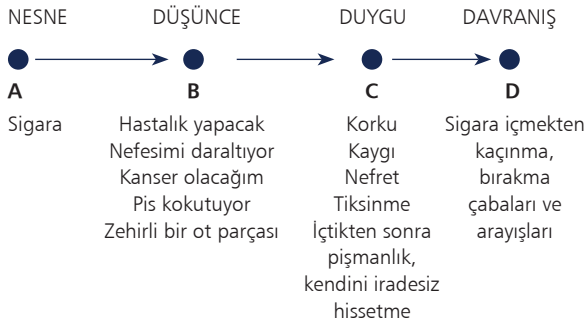 NESNE DÜŞÜNCE DUYGU DAVRANIŞ
A B C D
Sigara
Hastalık yapacak
Nefesimi daraltıyor
Kanser olacağım
Pis kokutuyor
Zehirli bir ot parçası
Korku
Kaygı
Nefret
Tiksinme
İçtikten sonra
pişmanlık,
kendini iradesiz
hissetme
Sigara içmekten
kaçınma,
bırakma
çabaları ve
arayışları